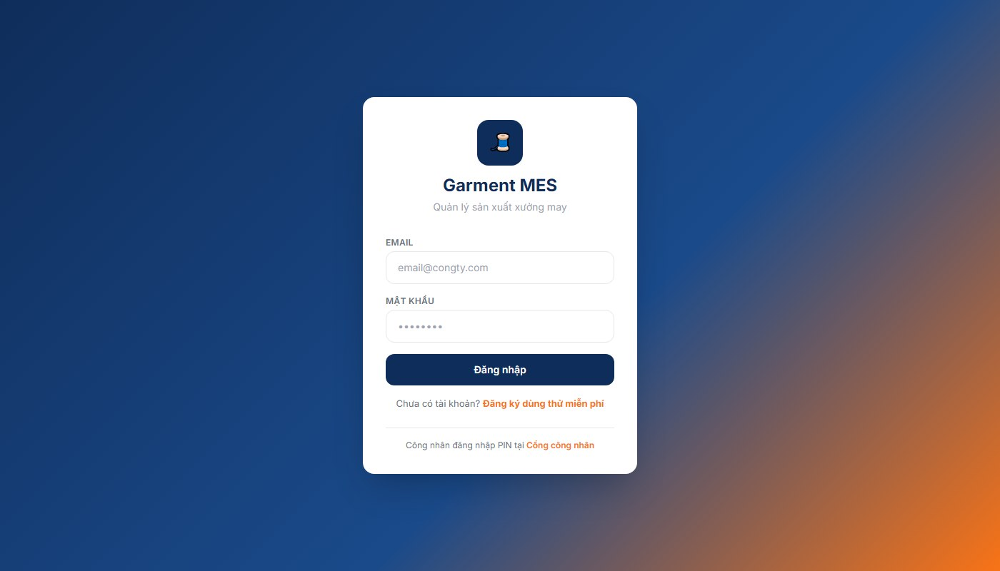 Garment MES
Quản lý sản xuất xưởng may
EMAIL
email@congty.com
MẬT KHẨU
••••••••
Đăng nhập
Chưa có tài khoản? Đăng ký dùng thử miễn phí
Công nhân đăng nhập PIN tại Cổng công nhân